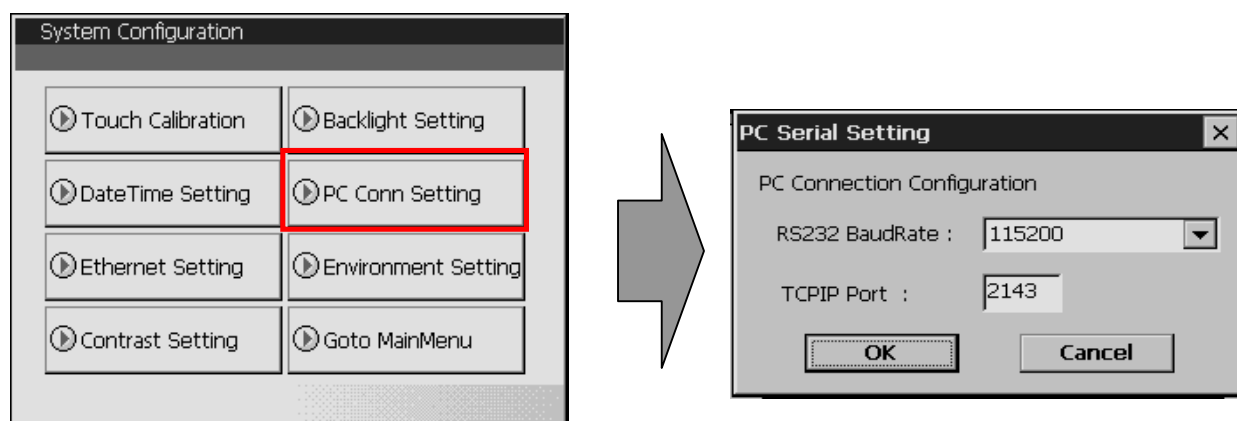 System Configuration
Touch Calibration
Backlight Setting
DateTime Setting
PC Conn Setting
Ethernet Setting
Environment Setting
Contrast Setting
Goto MainMenu
PC Serial Setting
PC Connection Configuration
RS232 BaudRate : 115200
TCPIP Port : 2143
OK
Cancel